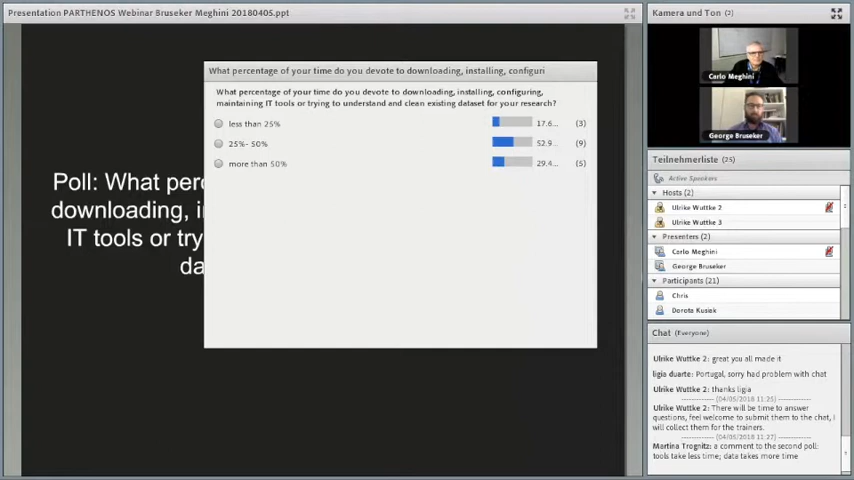 Presentation PARTHENOS Webinar Bruseker Meghini 20180405.ppt
What percentage of your time do you devote to downloading, installing, configuri
What percentage of your time do you devote to downloading, installing, configuring,
maintaining IT tools or trying to understand and clean existing dataset for your research?
less than 25% 17.6... (3)
25%- 50% 52.9... (9)
more than 50% 29.4... (5)
Poll: What perc
downloading, i
IT tools or try
da
Kamera und Ton (2)
Carlo Meghini
George Bruseker
Teilnehmerliste (25)
Active Speakers
Hosts (2)
Ulrike Wuttke 2
Ulrike Wuttke 3
Presenters (2)
Carlo Meghini
George Bruseker
Participants (21)
Chris
Dorota Kusiak
Chat (Everyone)
Ulrike Wuttke 2: great you all made it
ligia duarte: Portugal, sorry had problem with chat
Ulrike Wuttke 2: thanks ligia
------------ (04/05/2018 11:25) ------------
Ulrike Wuttke 2: There will be time to answer
questions, feel welcome to submit them to the chat, I
will collect them for the trainers.
------------ (04/05/2018 11:27) ------------
Martina Trognitz: a comment to the second poll:
tools take less time; data takes more time